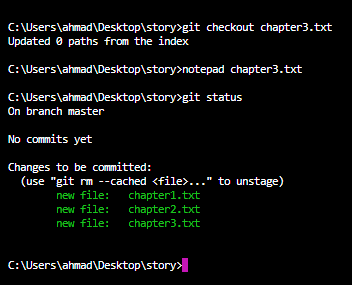 C:\Users\ahmad\Desktop\story>git checkout chapter3.txt
Updated 0 paths from the index
C:\Users\ahmad\Desktop\story>notepad chapter3.txt
C:\Users\ahmad\Desktop\story>git status
On branch master
No commits yet
Changes to be committed:
  (use "git rm --cached <file>..." to unstage)
        new file:   chapter1.txt
        new file:   chapter2.txt
        new file:   chapter3.txt
C:\Users\ahmad\Desktop\story>